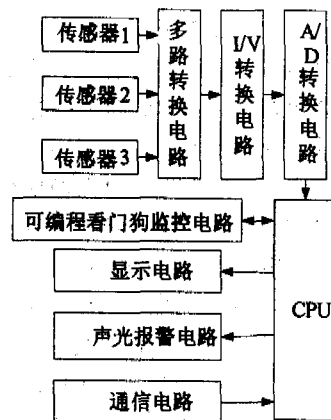 传感器1
传感器2
传感器3
多路转换电路
I/V转换电路
A/D转换电路
可编程看门狗监控电路
显示电路
声光报警电路
通信电路
CPU